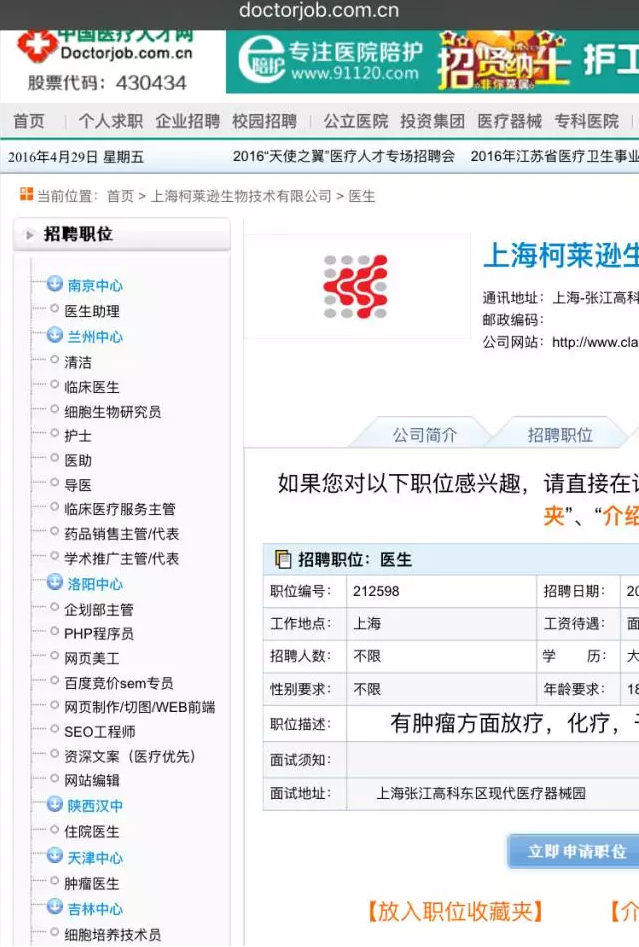 doctorjob.com.cn
中国医疗人才网
Doctorjob.com.cn
股票代码：430434
陪护
专注医院陪护
www.91120.com
招贤纳士
非你莫属
护工
首页 个人求职 企业招聘 校园招聘 公立医院 投资集团 医疗器械 专科医院
2016年4月29日 星期五 2016“天使之翼”医疗人才专场招聘会 2016年江苏省医疗卫生事业
当前位置：首页 > 上海柯莱逊生物技术有限公司 > 医生
招聘职位
南京中心
医生助理
兰州中心
清洁
临床医生
细胞生物研究员
护士
医助
导医
临床医疗服务主管
药品销售主管/代表
学术推广主管/代表
洛阳中心
企划部主管
PHP程序员
网页美工
百度竞价sem专员
网页制作/切图/WEB前端
SEO工程师
资深文案（医疗优先）
网站编辑
陕西汉中
住院医生
天津中心
肿瘤医生
吉林中心
细胞培养技术员
上海柯莱逊生
通讯地址：上海-张江高科
邮政编码：
公司网站：http://www.cla
公司简介 招聘职位
如果您对以下职位感兴趣，请直接在
夹”、“介绍
招聘职位：医生
职位编号： 212598 招聘日期： 20
工作地点： 上海 工资待遇： 面
招聘人数： 不限 学 历： 大
性别要求： 不限 年龄要求： 18
职位描述： 有肿瘤方面放疗，化疗，
面试须知：
面试地址： 上海张江高科东区现代医疗器械园
立即申请职位
【放入职位收藏夹】 【介